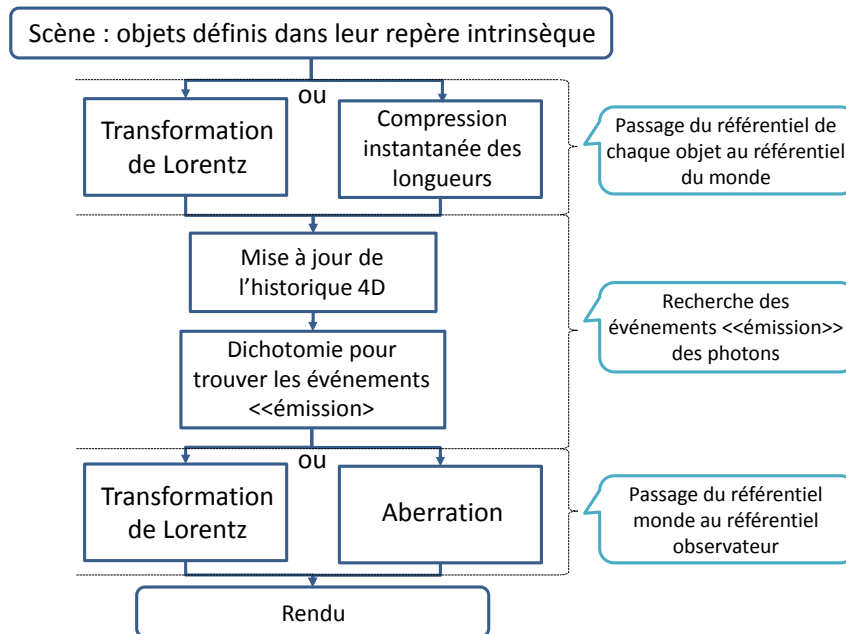 Scène : objets définis dans leur repère intrinsèque
ou
Transformation
de Lorentz
Compression
instantanée des
longueurs
Passage du référentiel de
chaque objet au référentiel
du monde
Mise à jour de
l'historique 4D
Dichotomie pour
trouver les événements
<<émission>
Recherche des
événements <<émission>>
des photons
ou
Transformation
de Lorentz
Aberration
Passage du référentiel
monde au référentiel
observateur
Rendu